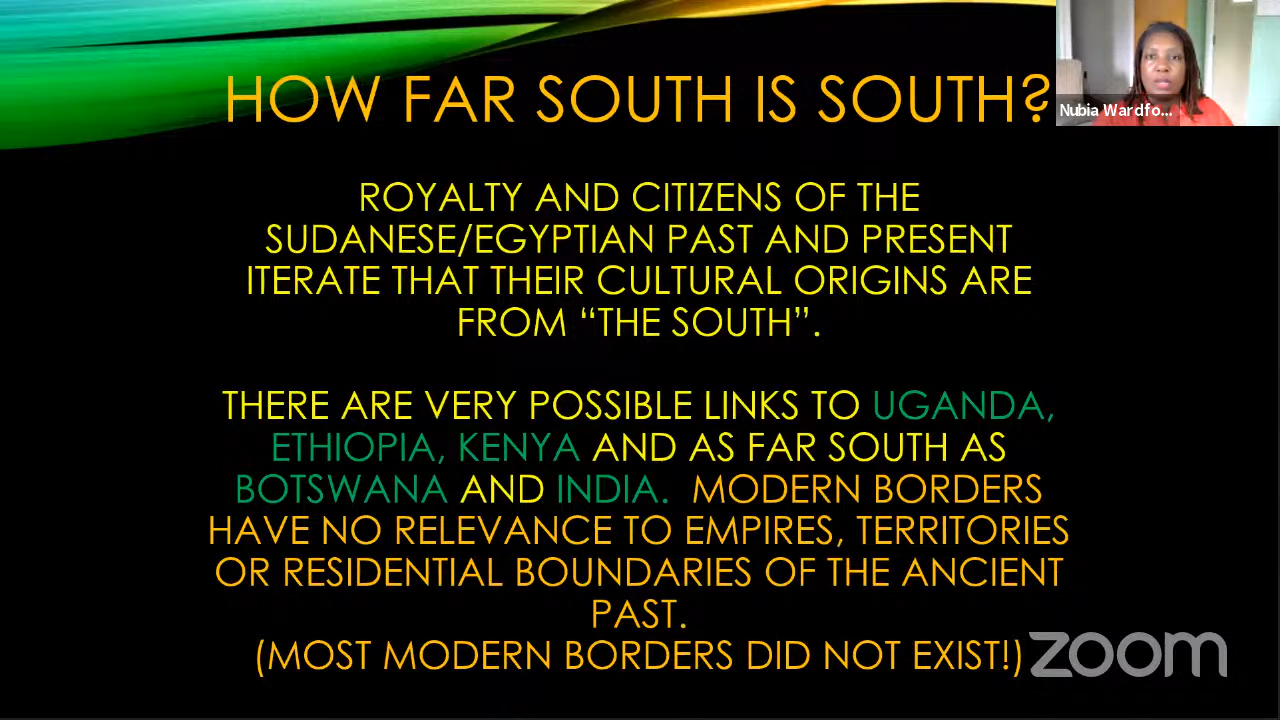 HOW FAR SOUTH IS SOUTH?
Nubia Wardfo...
ROYALTY AND CITIZENS OF THE
SUDANESE/EGYPTIAN PAST AND PRESENT
ITERATE THAT THEIR CULTURAL ORIGINS ARE
FROM “THE SOUTH”.
THERE ARE VERY POSSIBLE LINKS TO UGANDA,
ETHIOPIA, KENYA AND AS FAR SOUTH AS
BOTSWANA AND INDIA. MODERN BORDERS
HAVE NO RELEVANCE TO EMPIRES, TERRITORIES
OR RESIDENTIAL BOUNDARIES OF THE ANCIENT
PAST.
(MOST MODERN BORDERS DID NOT EXIST!)
zoom